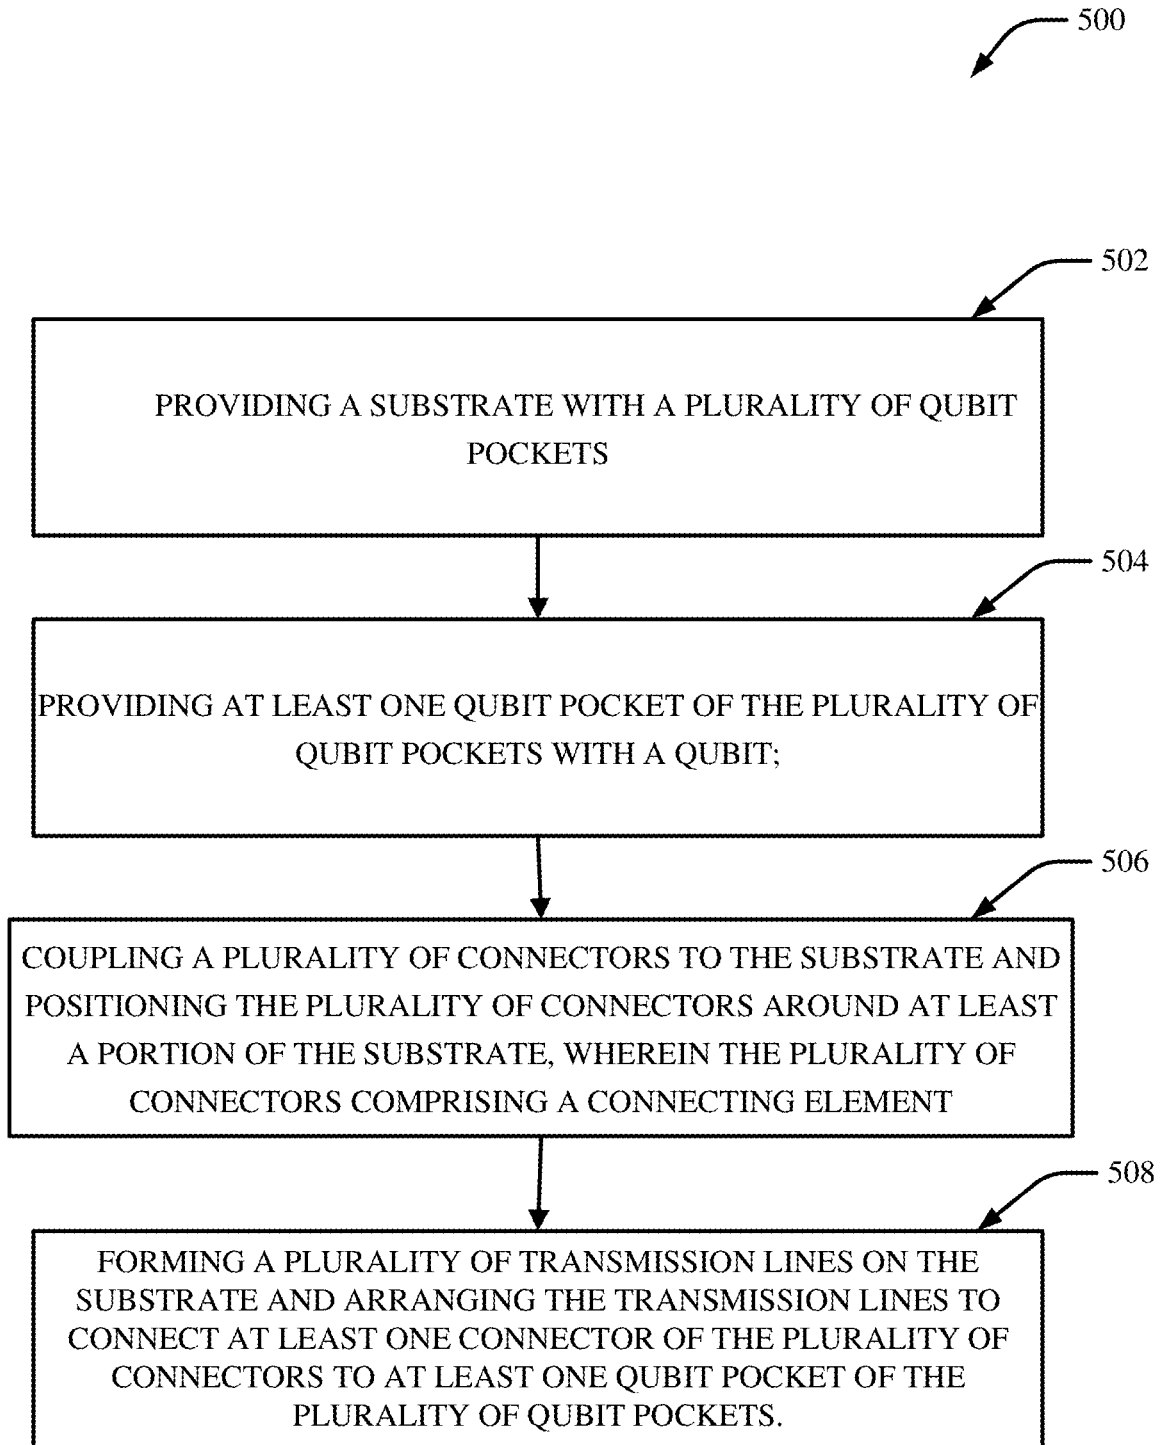 500
502
PROVIDING A SUBSTRATE WITH A PLURALITY OF QUBIT
POCKETS
504
PROVIDING AT LEAST ONE QUBIT POCKET OF THE PLURALITY OF
QUBIT POCKETS WITH A QUBIT;
506
COUPLING A PLURALITY OF CONNECTORS TO THE SUBSTRATE AND
POSITIONING THE PLURALITY OF CONNECTORS AROUND AT LEAST
A PORTION OF THE SUBSTRATE, WHEREIN THE PLURALITY OF
CONNECTORS COMPRISING A CONNECTING ELEMENT
508
FORMING A PLURALITY OF TRANSMISSION LINES ON THE
SUBSTRATE AND ARRANGING THE TRANSMISSION LINES TO
CONNECT AT LEAST ONE CONNECTOR OF THE PLURALITY OF
CONNECTORS TO AT LEAST ONE QUBIT POCKET OF THE
PLURALITY OF QUBIT POCKETS.